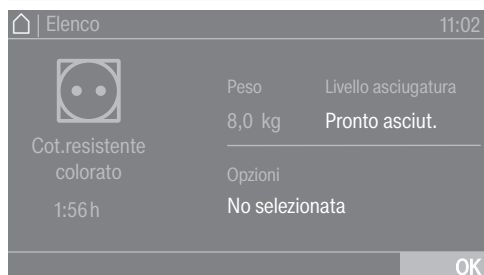 | Elenco 11:02
Peso Livello asciugatura
8,0 kg Pronto asciut.
Cot.resistente
colorato
Opzioni
1:56 h No selezionata
OK